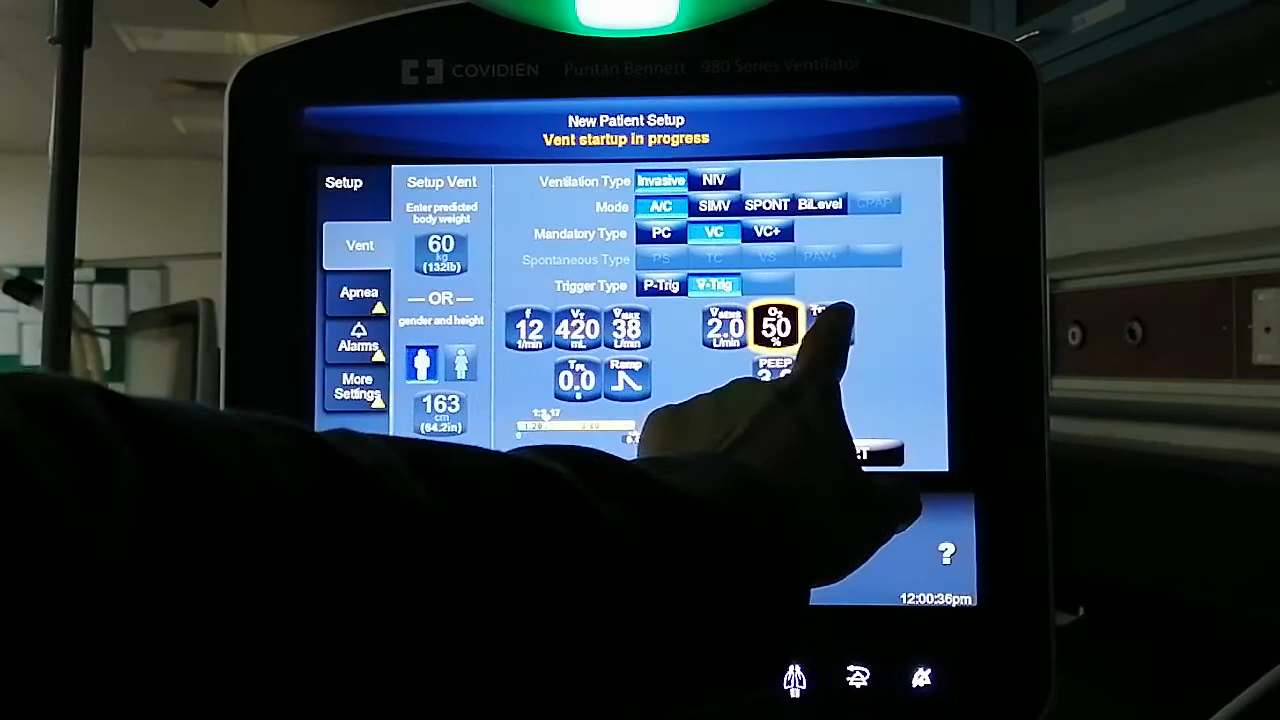 COVIDIEN Puritan Bennett 980 Series Ventilator
New Patient Setup
Vent startup in progress
Setup
Setup Vent
Ventilation Type Invasive NIV
Enter predicted
body weight
Mode A/C SIMV SPONT BiLevel CPAP
60
kg
(132lb)
Mandatory Type PC VC VC+
Vent
Spontaneous Type PS TC VS PAV+
Trigger Type P-Trig V-Trig
Apnea
— OR —
gender and height
f
12
1/min
VT
420
mL
VMAX
38
L/min
VSENS
2.0
L/min
O2
50
%
Alarms
TPL
0.0
s
Ramp
PEEP
More
Settings
163
cm
(64.2in)
?
12:00:36pm